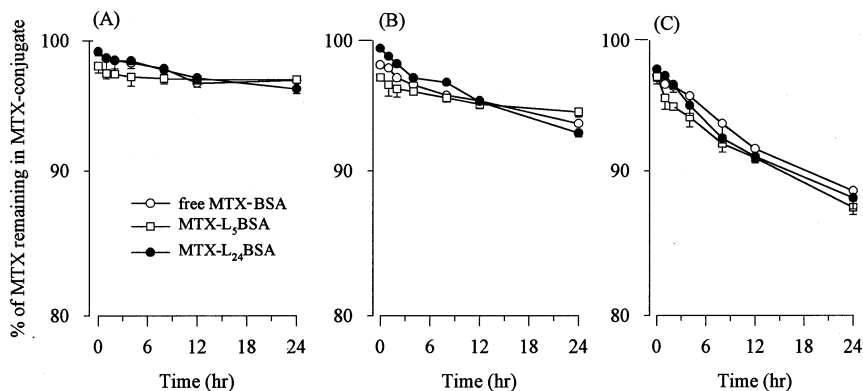 (A)
(B)
(C)
% of MTX remaining in MTX-conjugate
100
90
80
100
90
80
100
90
80
free MTX-BSA
MTX-L₅BSA
MTX-L₂₄BSA
0 6 12 18 24
0 6 12 18 24
0 6 12 18 24
Time (hr)
Time (hr)
Time (hr)